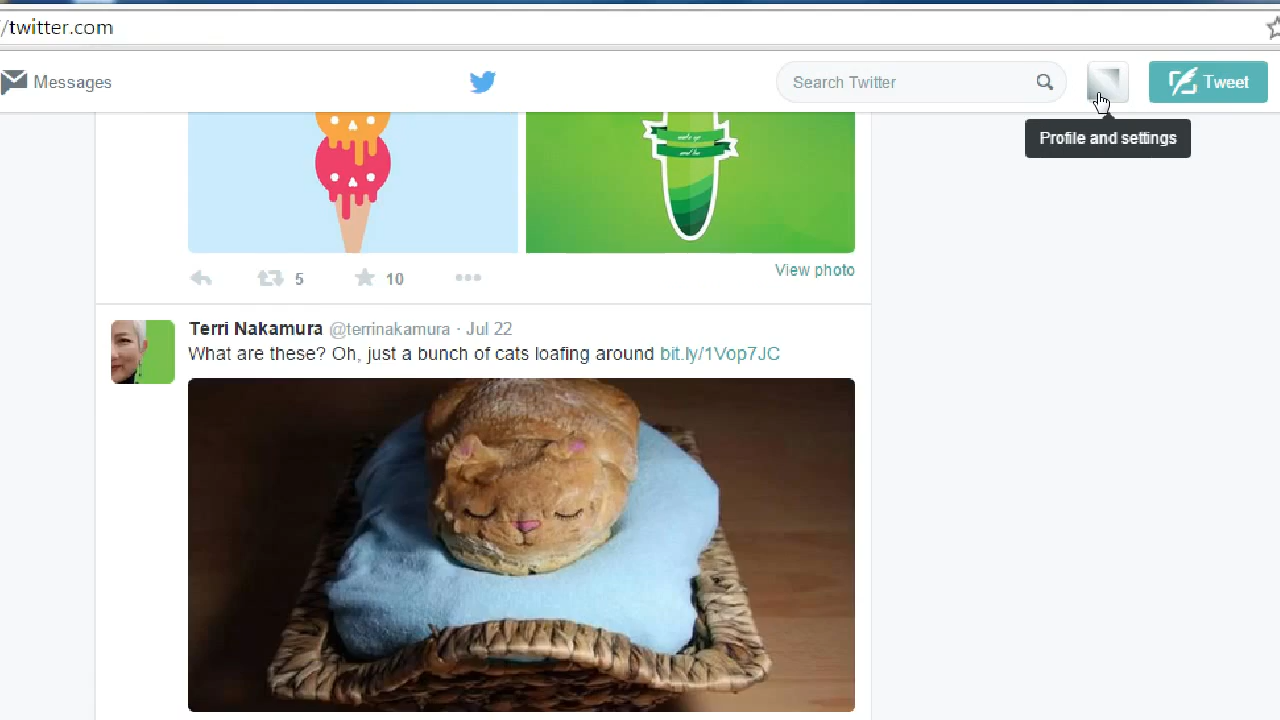 /twitter.com
Messages
Search Twitter
Tweet
Profile and settings
5
10
View photo
Terri Nakamura @terrinakamura · Jul 22
What are these? Oh, just a bunch of cats loafing around bit.ly/1Vop7JC